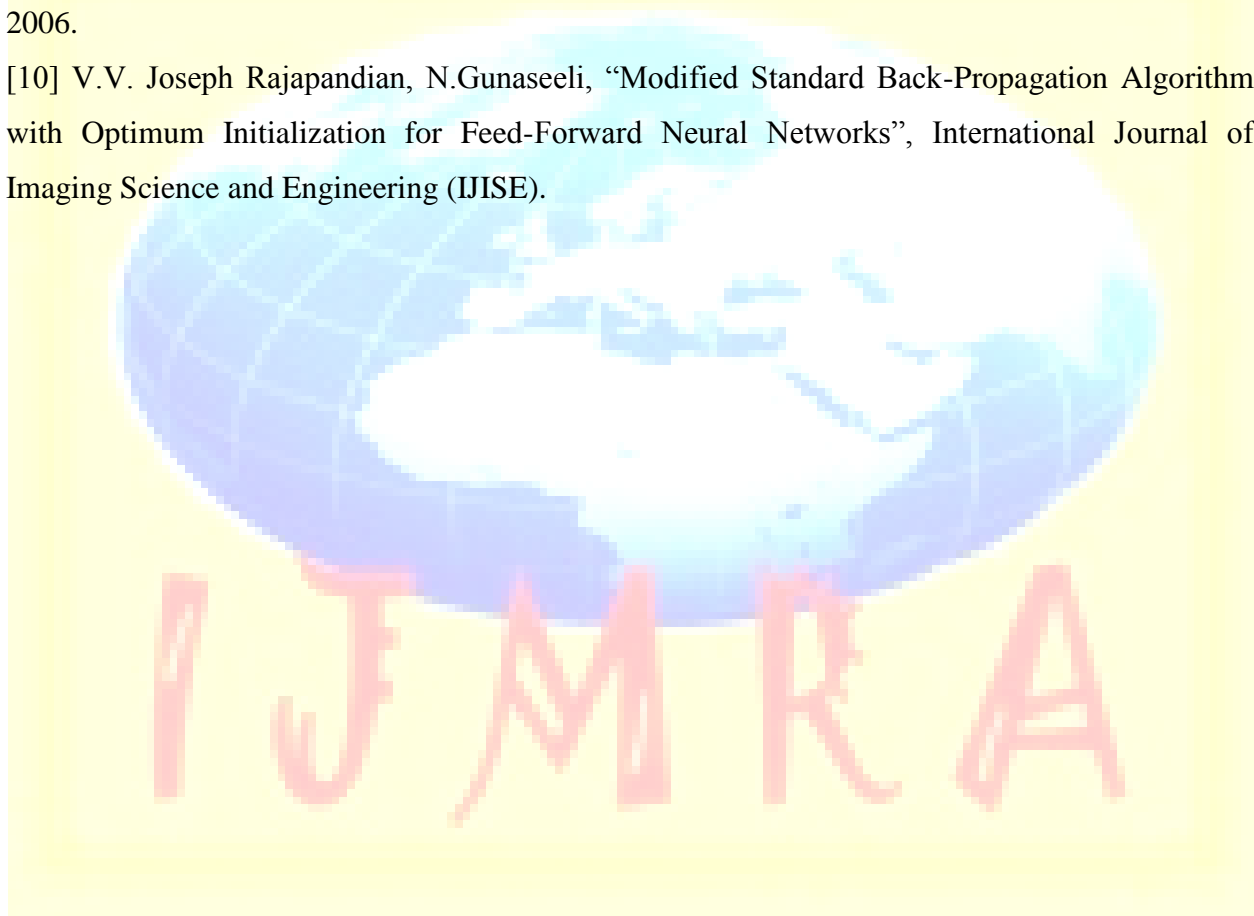 2006.
[10] V.V. Joseph Rajapandian, N.Gunaseeli, “Modified Standard Back-Propagation Algorithm
with Optimum Initialization for Feed-Forward Neural Networks”, International Journal of
Imaging Science and Engineering (IJISE).
IJMRA